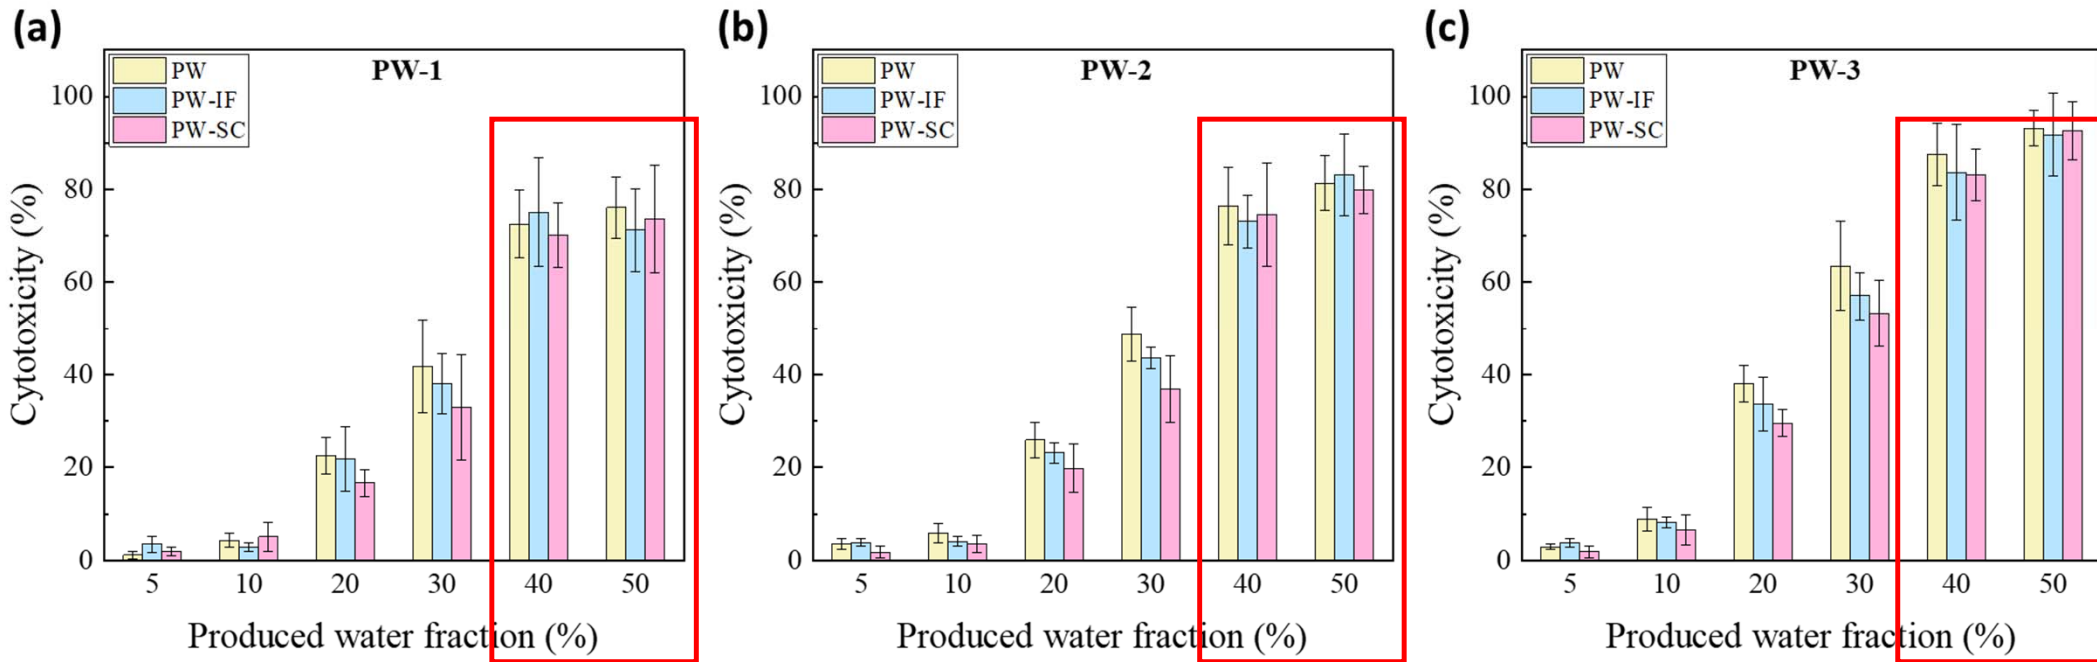 (a)
PW-1
PW
PW-IF
PW-SC
Cytotoxicity (%)
100
80
60
40
20
0
5 10 20 30 40 50
Produced water fraction (%)
(b)
PW-2
PW
PW-IF
PW-SC
Cytotoxicity (%)
100
80
60
40
20
0
5 10 20 30 40 50
Produced water fraction (%)
(c)
PW-3
PW
PW-IF
PW-SC
Cytotoxicity (%)
100
80
60
40
20
0
5 10 20 30 40 50
Produced water fraction (%)